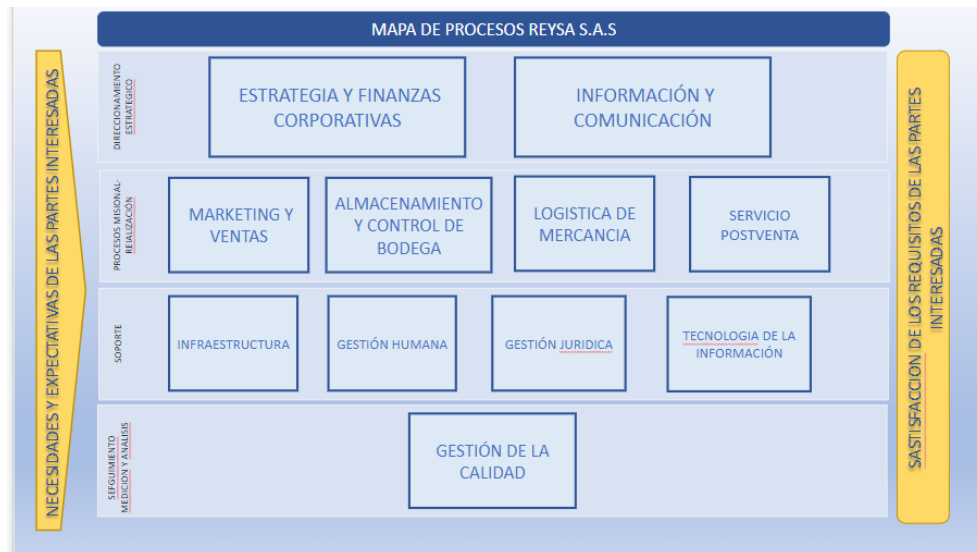 MAPA DE PROCESOS REYSA S.A.S
NECESIDADES Y EXPECTATIVAS DE LAS PARTES INTERESADAS
DIRECCIONAMIENTO
ESTRATEGICO
ESTRATEGIA Y FINANZAS
CORPORATIVAS
INFORMACIÓN Y
COMUNICACIÓN
PROCESOS MISIONAL-
REIALIZACIÓN
MARKETING Y
VENTAS
ALMACENAMIENTO
Y CONTROL DE
BODEGA
LOGISTICA DE
MERCANCIA
SERVICIO
POSTVENTA
SOPORTE
INFRAESTRUCTURA
GESTIÓN HUMANA
GESTIÓN JURIDICA
TECNOLOGIA DE LA
INFORMACIÓN
SEFGUIMIENTO
MEDICION Y ANALISIS
GESTIÓN DE LA
CALIDAD
SASTISFACCION DE LOS REQUISITOS DE LAS PARTES
INTERESADAS